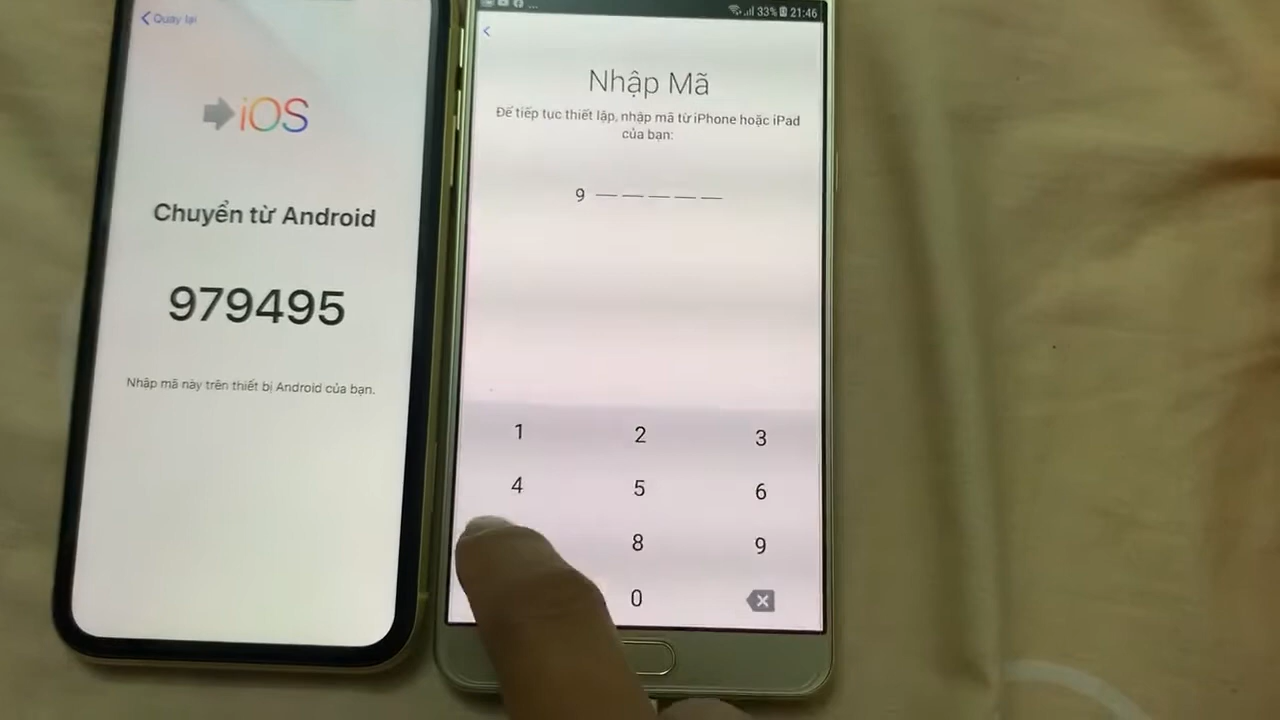 Quay lại
iOS
Chuyển từ Android
979495
Nhập mã này trên thiết bị Android của bạn.
... 33% 21:46
Nhập Mã
Để tiếp tục thiết lập, nhập mã từ iPhone hoặc iPad
của bạn:
9 — — — — —
1 2 3
4 5 6
8 9
0